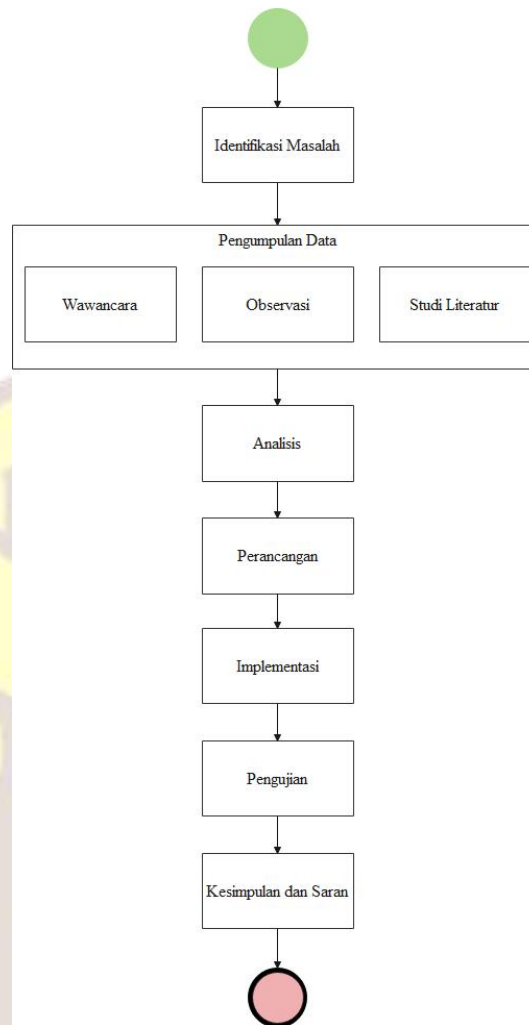 Identifikasi Masalah
Pengumpulan Data
Wawancara
Observasi
Studi Literatur
Analisis
Perancangan
Implementasi
Pengujian
Kesimpulan dan Saran